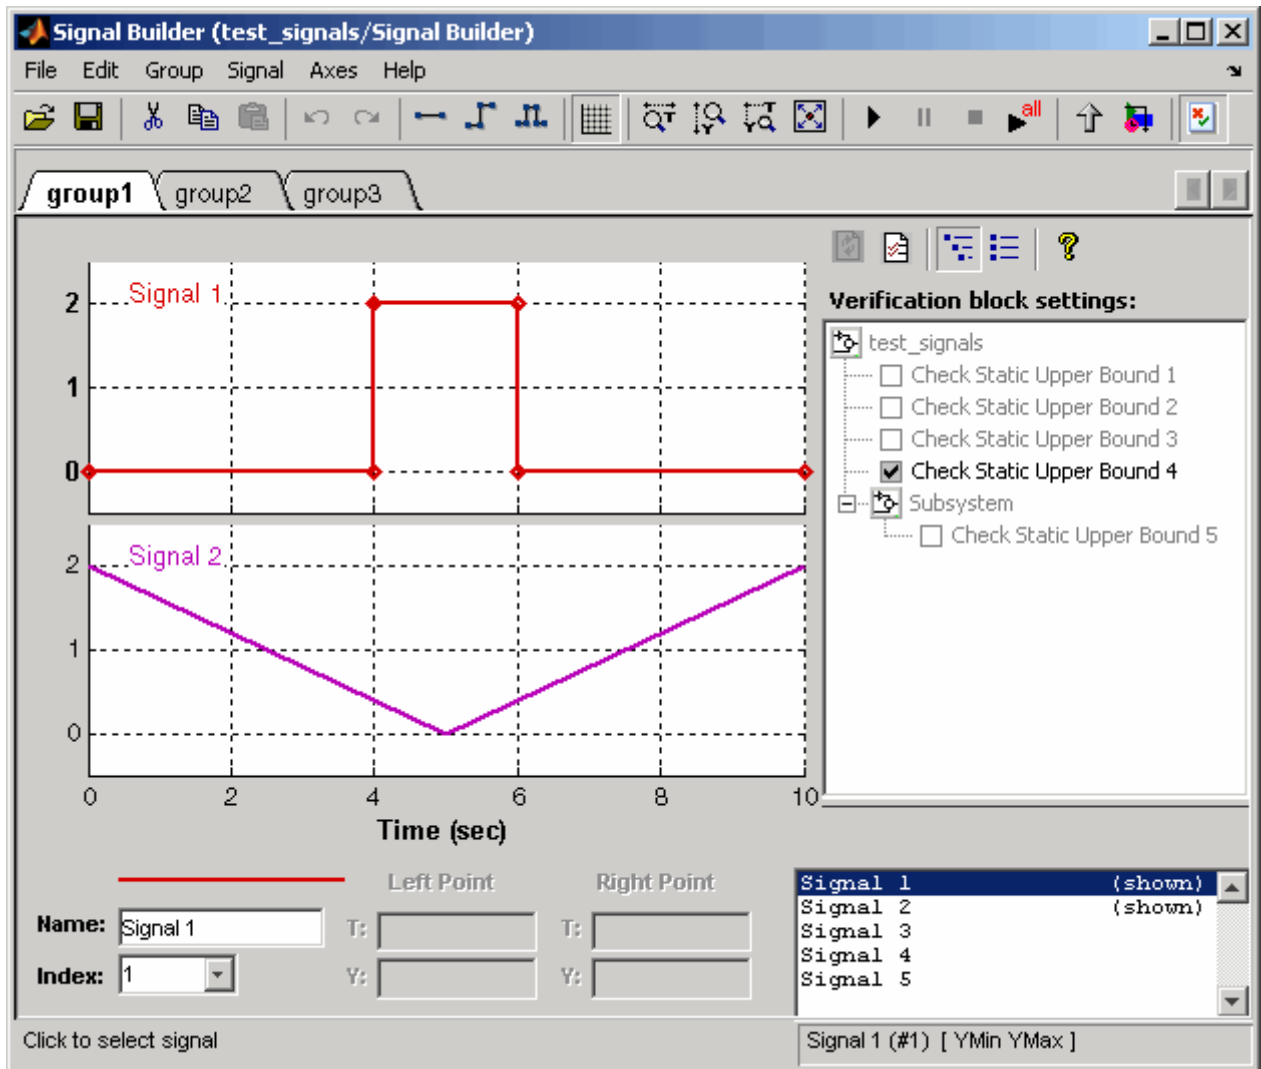 Signal Builder (test_signals/Signal Builder)
File Edit Group Signal Axes Help
all
group1 group2 group3
Verification block settings:
test_signals
Check Static Upper Bound 1
Check Static Upper Bound 2
Check Static Upper Bound 3
Check Static Upper Bound 4
Subsystem
Check Static Upper Bound 5
Signal 1
2
1
0
Signal 2
2
1
0
0 2 4 6 8 10
Time (sec)
Left Point Right Point
Name: Signal 1 T: T:
Index: 1 Y: Y:
Signal 1 (shown)
Signal 2 (shown)
Signal 3
Signal 4
Signal 5
Click to select signal
Signal 1 (#1) [ YMin YMax ]